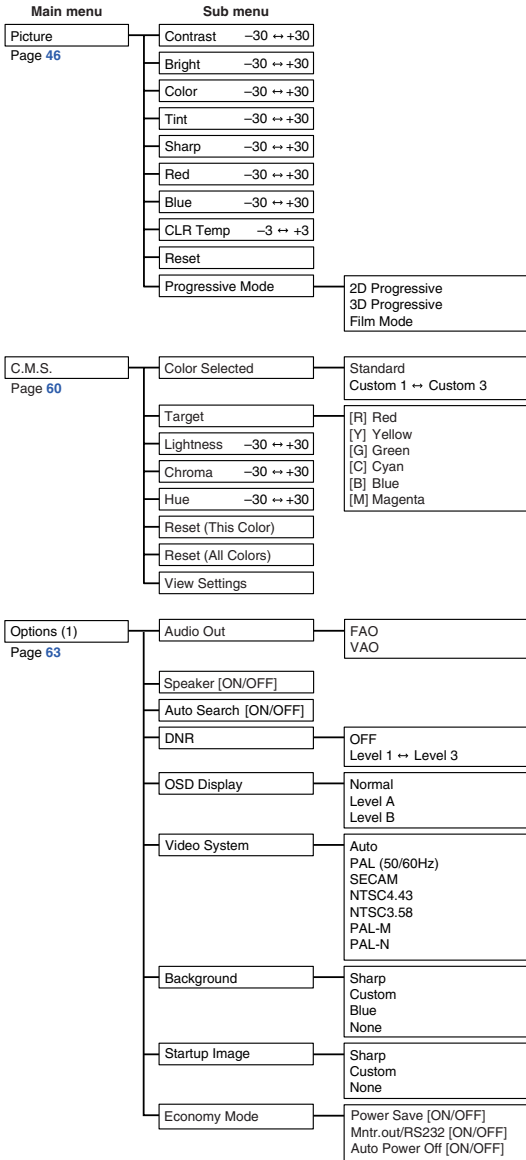 Main menu Sub menu
Picture
Page 46
Contrast –30 ↔ +30
Bright –30 ↔ +30
Color –30 ↔ +30
Tint –30 ↔ +30
Sharp –30 ↔ +30
Red –30 ↔ +30
Blue –30 ↔ +30
CLR Temp –3 ↔ +3
Reset
Progressive Mode
2D Progressive
3D Progressive
Film Mode
C.M.S.
Page 60
Color Selected
Standard
Custom 1 ↔ Custom 3
Target
[R] Red
[Y] Yellow
[G] Green
[C] Cyan
[B] Blue
[M] Magenta
Lightness –30 ↔ +30
Chroma –30 ↔ +30
Hue –30 ↔ +30
Reset (This Color)
Reset (All Colors)
View Settings
Options (1)
Page 63
Audio Out
FAO
VAO
Speaker [ON/OFF]
Auto Search [ON/OFF]
DNR
OFF
Level 1 ↔ Level 3
OSD Display
Normal
Level A
Level B
Video System
Auto
PAL (50/60Hz)
SECAM
NTSC4.43
NTSC3.58
PAL-M
PAL-N
Background
Sharp
Custom
Blue
None
Startup Image
Sharp
Custom
None
Economy Mode
Power Save [ON/OFF]
Mntr.out/RS232 [ON/OFF]
Auto Power Off [ON/OFF]